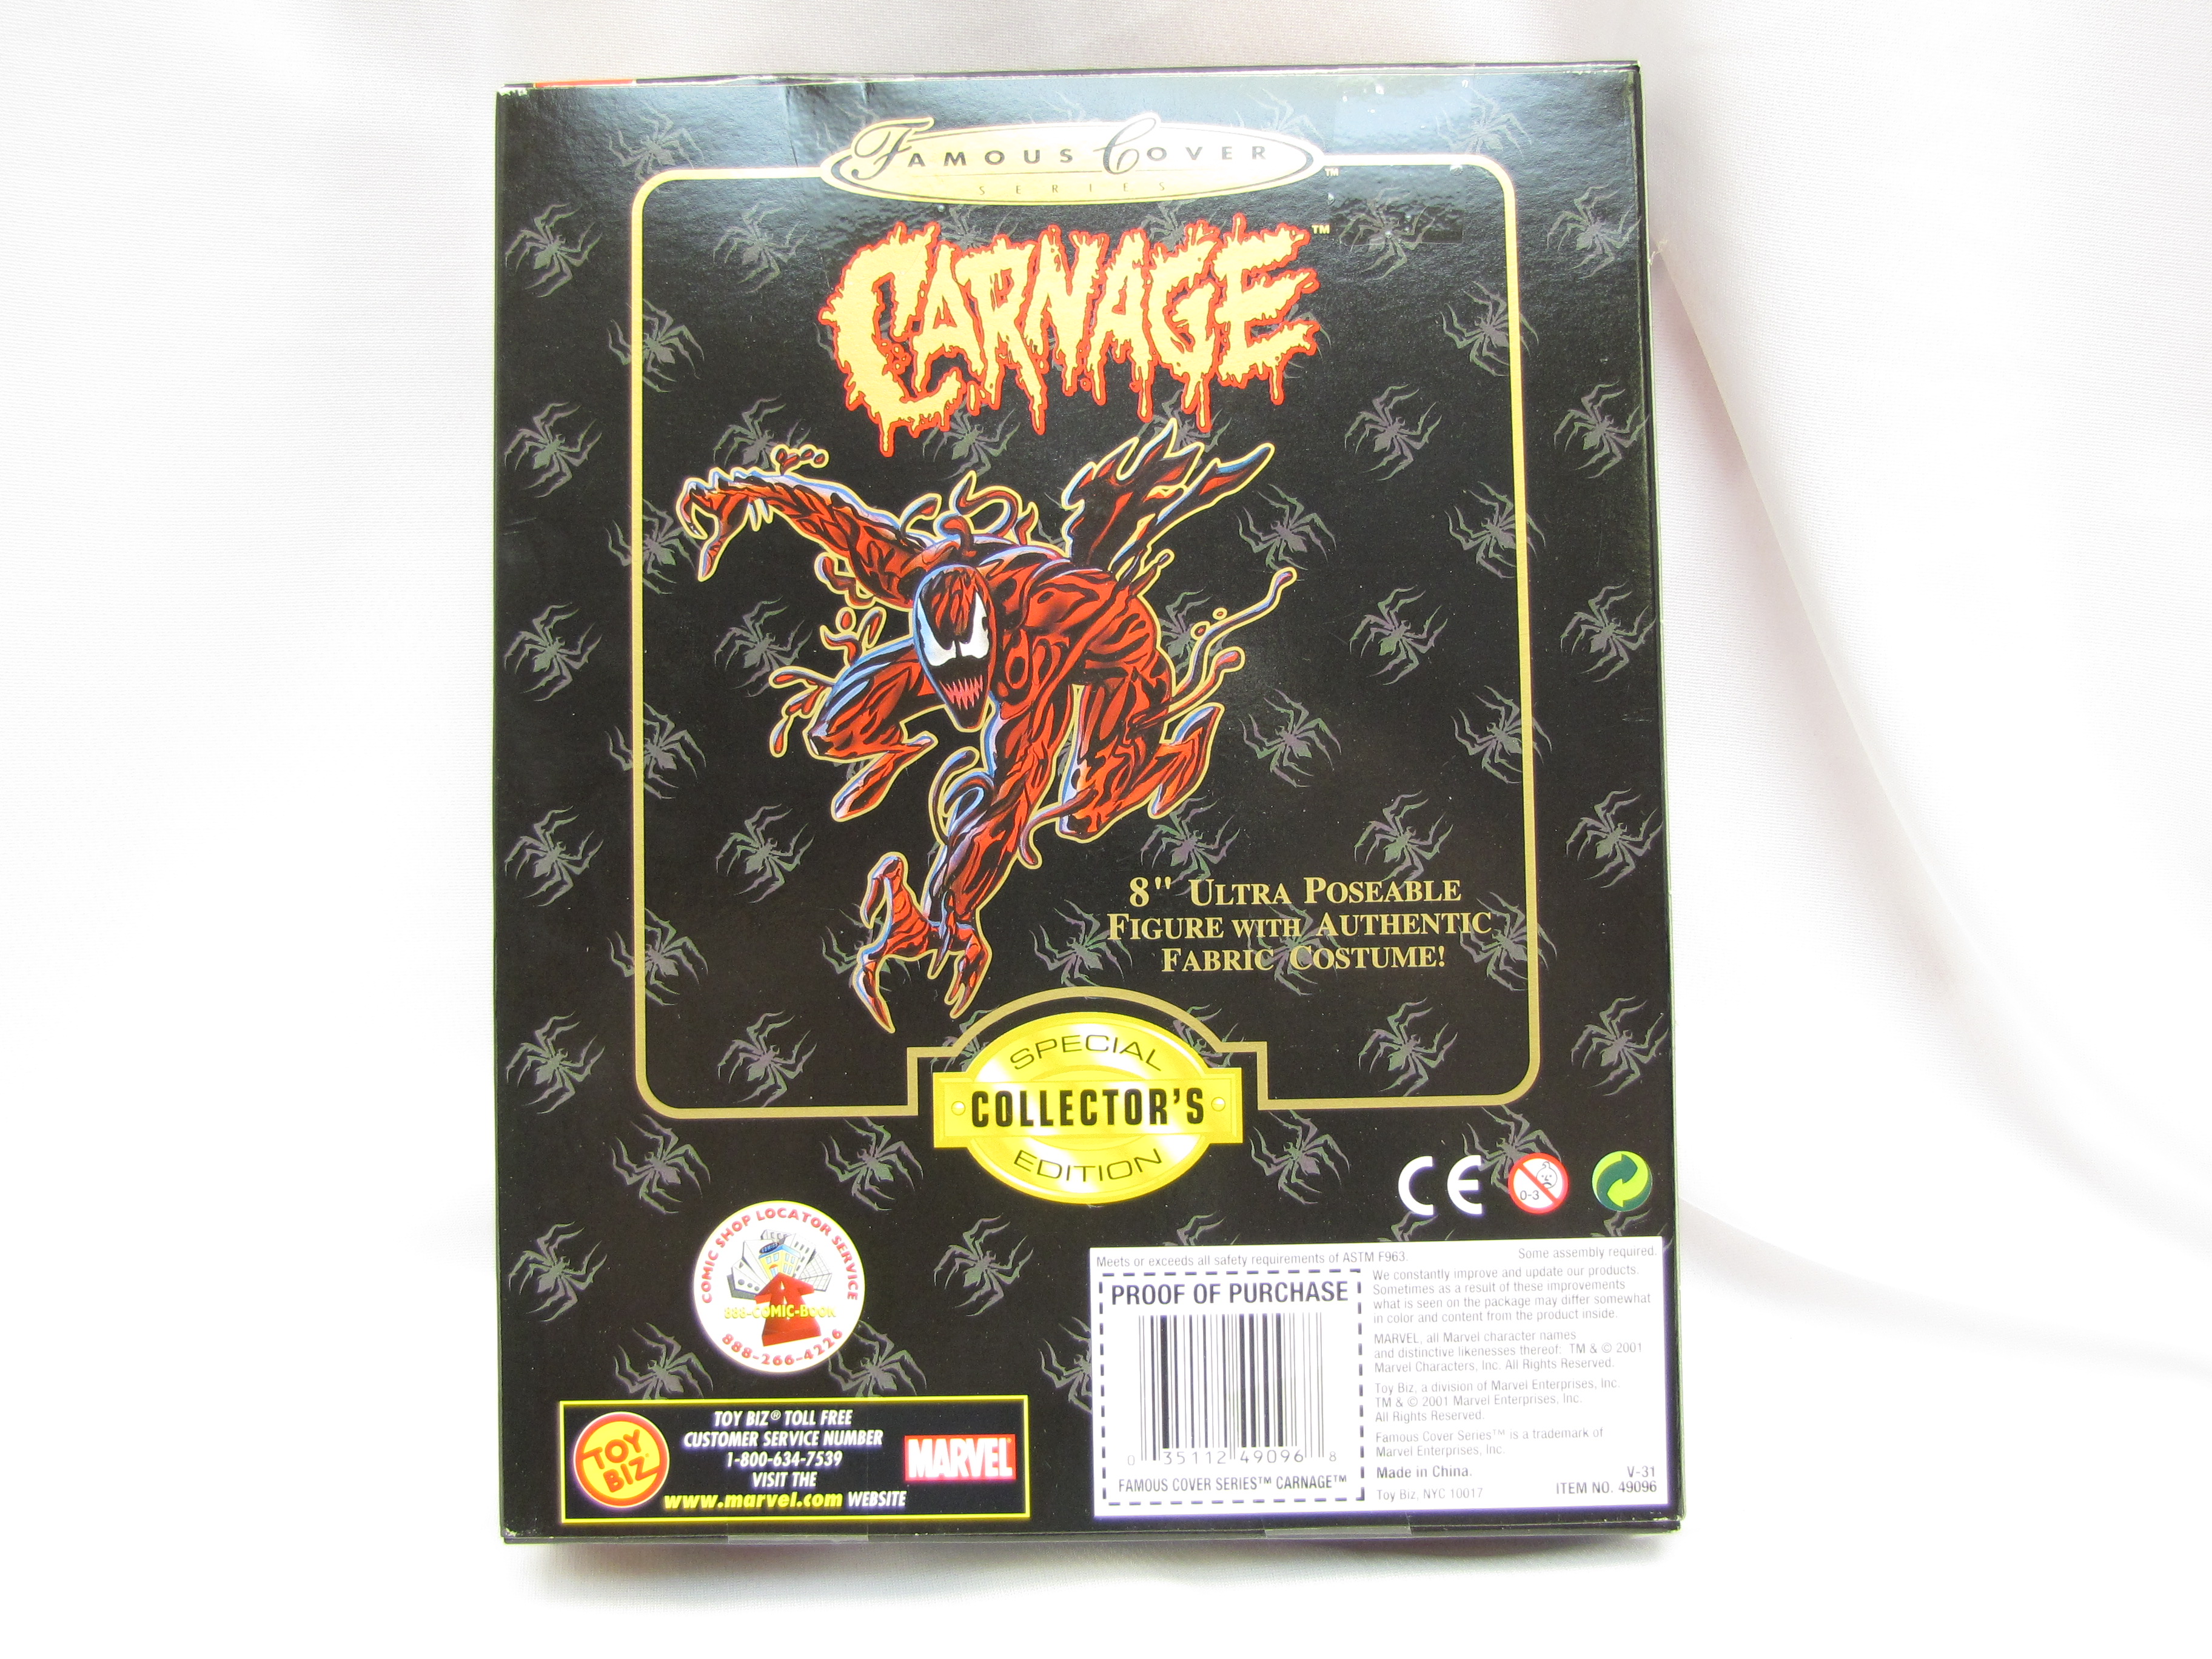 FAMOUS COVER
SERIES
TM
CARNAGE™
8" ULTRA POSEABLE
FIGURE WITH AUTHENTIC
FABRIC COSTUME!
SPECIAL
COLLECTOR'S
EDITION
CE
0-3
COMIC SHOP LOCATOR SERVICE
888-COMIC-BOOK
888-266-4226
TOY
BIZ
TOY BIZ® TOLL FREE
CUSTOMER SERVICE NUMBER
1-800-634-7539
VISIT THE
www.marvel.com WEBSITE
MARVEL
Meets or exceeds all safety requirements of ASTM F963.
Some assembly required.
PROOF OF PURCHASE
0 35112 49096 8
FAMOUS COVER SERIES™ CARNAGE™
We constantly improve and update our products.
Sometimes as a result of these improvements
what is seen on the package may differ somewhat
in color and content from the product inside.
MARVEL, all Marvel character names
and distinctive likenesses thereof: TM & © 2001
Marvel Characters, Inc. All Rights Reserved.
Toy Biz, a division of Marvel Enterprises, Inc.
TM & © 2001 Marvel Enterprises, Inc.
All Rights Reserved.
Famous Cover Series™ is a trademark of
Marvel Enterprises, Inc.
Made in China.
V-31
Toy Biz, NYC 10017
ITEM NO. 49096